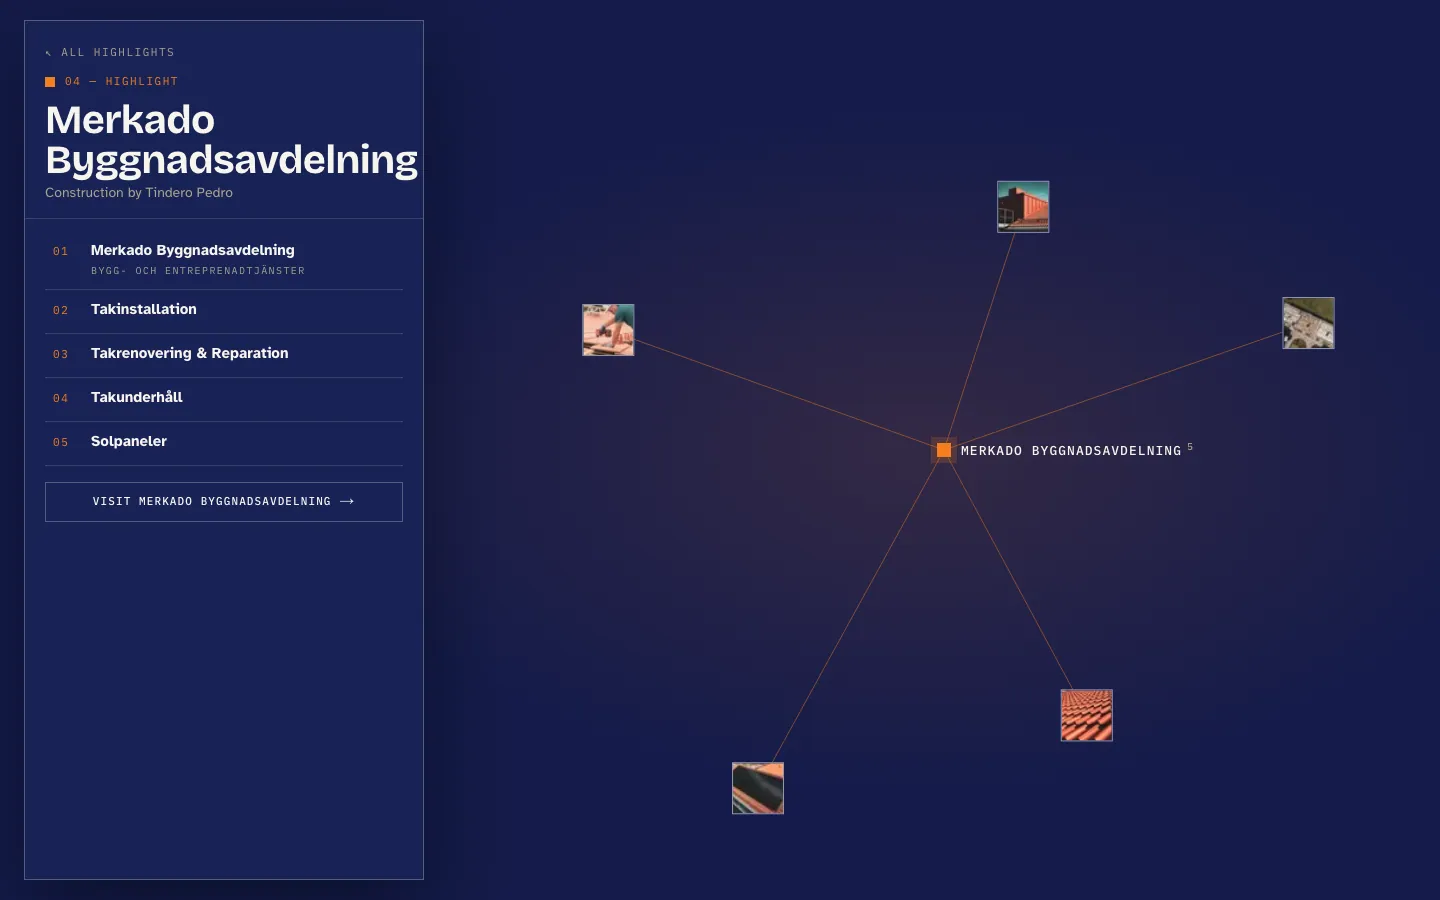 ↖ ALL HIGHLIGHTS
04 — HIGHLIGHT
Merkado
Byggnadsavdelning
Construction by Tindero Pedro
01 Merkado Byggnadsavdelning
BYGG- OCH ENTREPRENADTJÄNSTER
02 Takinstallation
03 Takrenovering & Reparation
04 Takunderhåll
05 Solpaneler
VISIT MERKADO BYGGNADSAVDELNING →
MERKADO BYGGNADSAVDELNING 5